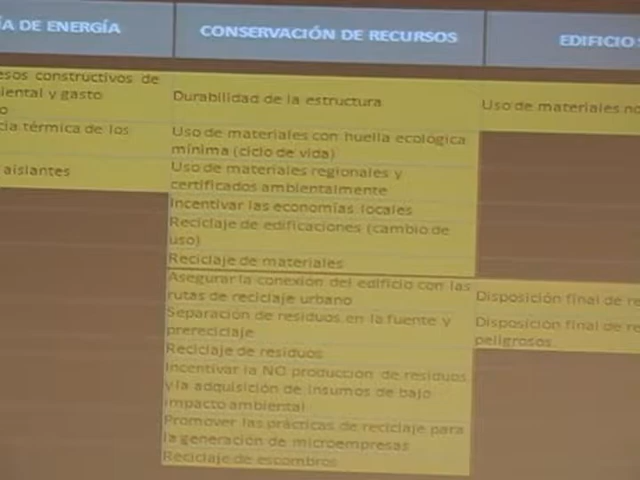 ÍA DE ENERGÍA
CONSERVACIÓN DE RECURSOS
EDIFICIO
esos constructivos de
iental y gasto
o
cia térmica de los
aislantes
Durabilidad de la estructura
Uso de materiales con huella ecológica
mínima (ciclo de vida)
Uso de materiales regionales y
certificados ambientalmente
Incentivar las economías locales
Reciclaje de edificaciones (cambio de
uso)
Reciclaje de materiales
Asegurar la conexión del edificio con las
rutas de reciclaje urbano
Separación de residuos en la fuente y
prereciclaje
Reciclaje de residuos
Incentivar la NO producción de residuos
y la adquisición de insumos de bajo
impacto ambiental
Promover las prácticas de reciclaje para
la generación de microempresas
Reciclaje de escombros
Uso de materiales no
Disposición final de re
Disposición final de re
peligrosos